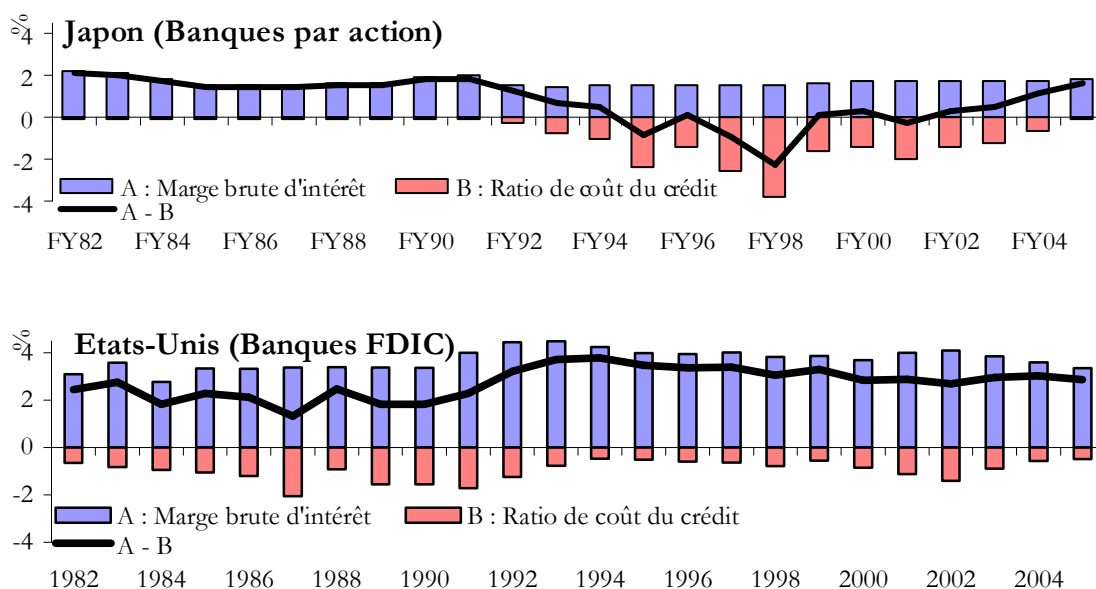 %
Japon (Banques par action)
4
2
0
-2
-4
A : Marge brute d'intérêt
B : Ratio de coût du crédit
A - B
FY82 FY84 FY86 FY88 FY90 FY92 FY94 FY96 FY98 FY00 FY02 FY04
%
Etats-Unis (Banques FDIC)
4
2
0
-2
-4
A : Marge brute d'intérêt
B : Ratio de coût du crédit
A - B
1982 1984 1986 1988 1990 1992 1994 1996 1998 2000 2002 2004